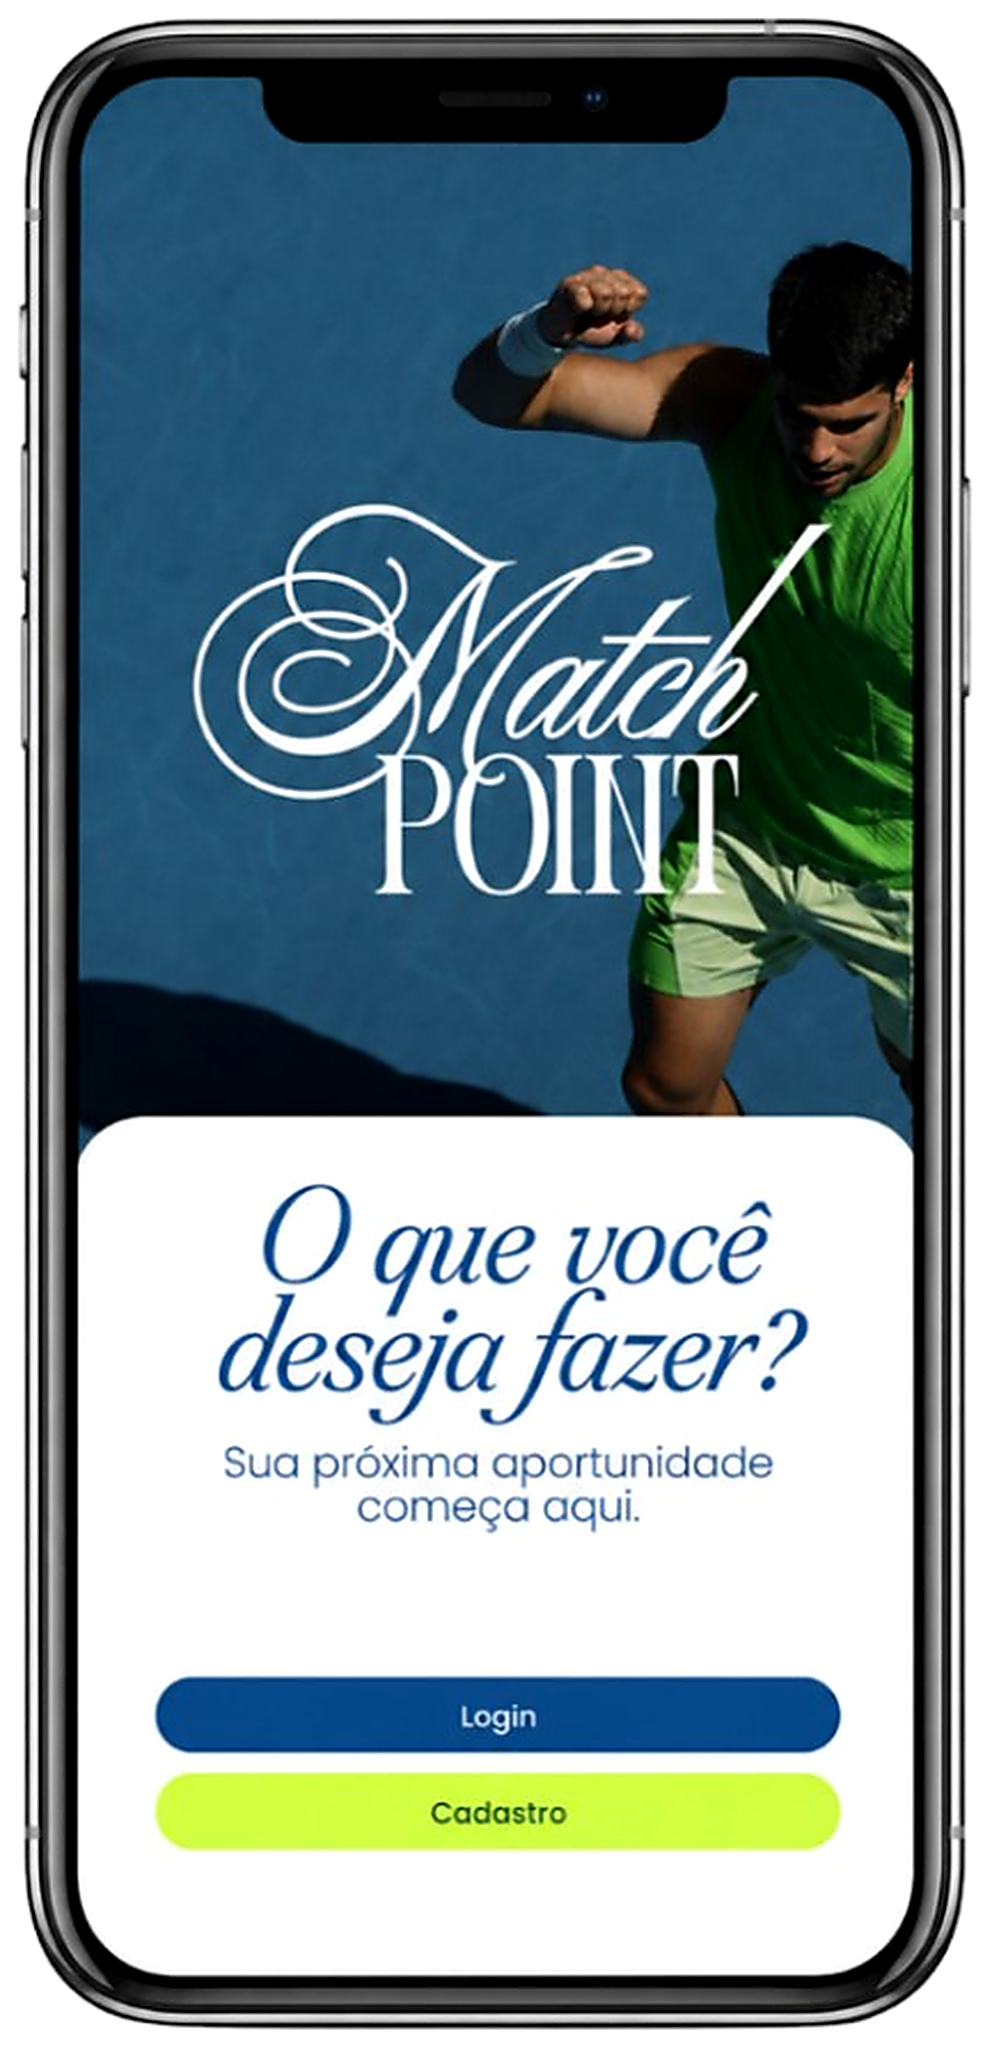 Match
POINT
O que você
deseja fazer?
Sua próxima aportunidade
começa aqui.
Login
Cadastro